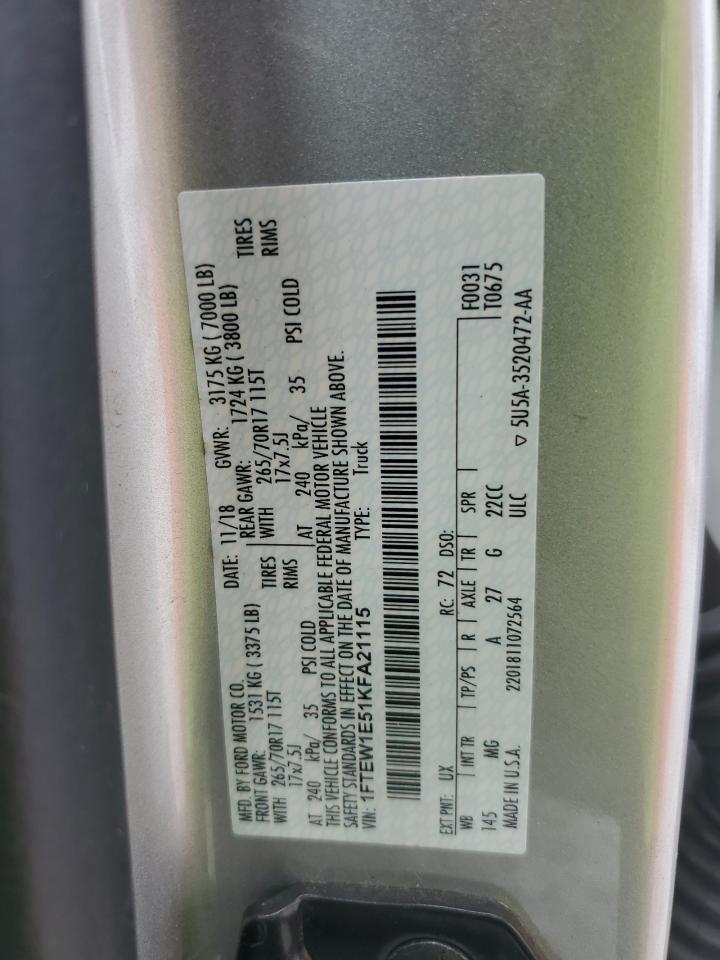 MFD. BY FORD MOTOR CO. DATE: 11/18 GVWR: 3175 KG ( 7000 LB)
FRONT GAWR: 1531 KG ( 3375 LB) REAR GAWR: 1724 KG ( 3800 LB)
WITH 265/70R17 115T TIRES WITH 265/70R17 115T TIRES
17x7.5J RIMS 17x7.5J RIMS
AT 240 kPa/ 35 PSI COLD AT 240 kPa/ 35 PSI COLD
THIS VEHICLE CONFORMS TO ALL APPLICABLE FEDERAL MOTOR VEHICLE
SAFETY STANDARDS IN EFFECT ON THE DATE OF MANUFACTURE SHOWN ABOVE.
VIN: 1FTEW1E51KFA21115 TYPE: Truck
EXT PNT: UX RC: 72 DSO:
WB INT TR TP/PS R AXLE TR SPR F0031
145 MG A 27 G 22CC T0675
MADE IN U.S.A. 2201811072564 ULC ▽ 5U5A-3520472-AA